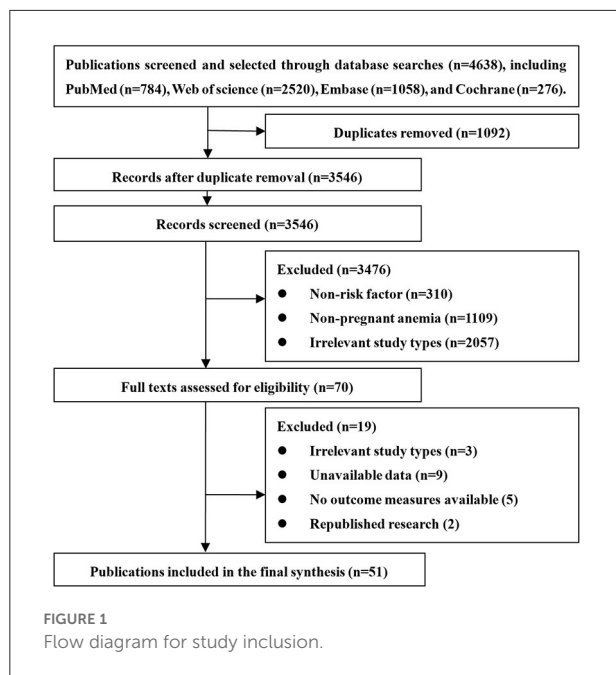 Publications screened and selected through database searches (n=4638), including
PubMed (n=784), Web of science (n=2520), Embase (n=1058), and Cochrane (n=276).
Duplicates removed (n=1092)
Records after duplicate removal (n=3546)
Records screened (n=3546)
Excluded (n=3476)
● Non-risk factor (n=310)
● Non-pregnant anemia (n=1109)
● Irrelevant study types (n=2057)
Full texts assessed for eligibility (n=70)
Excluded (n=19)
● Irrelevant study types (n=3)
● Unavailable data (n=9)
● No outcome measures available (5)
● Republished research (2)
Publications included in the final synthesis (n=51)
FIGURE 1
Flow diagram for study inclusion.